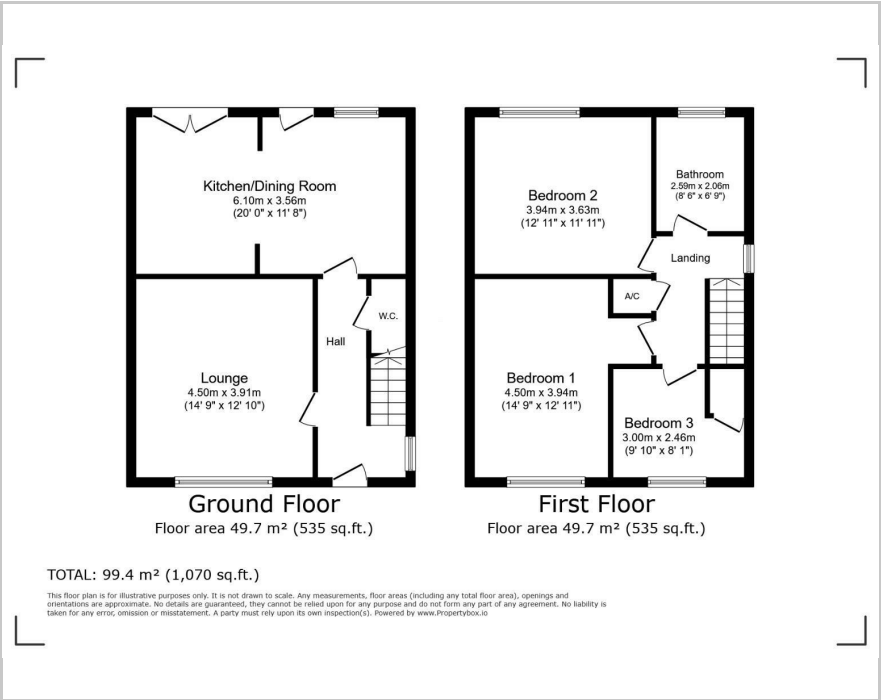 Kitchen/Dining Room
6.10m x 3.56m
(20' 0" x 11' 8")
W.C.
Hall
Lounge
4.50m x 3.91m
(14' 9" x 12' 10")
Ground Floor
Floor area 49.7 m² (535 sq.ft.)
Bedroom 2
3.94m x 3.63m
(12' 11" x 11' 11")
Bathroom
2.59m x 2.06m
(8' 6" x 6' 9")
Landing
A/C
Bedroom 1
4.50m x 3.94m
(14' 9" x 12' 11")
Bedroom 3
3.00m x 2.46m
(9' 10" x 8' 1")
First Floor
Floor area 49.7 m² (535 sq.ft.)
TOTAL: 99.4 m² (1,070 sq.ft.)
This floor plan is for illustrative purposes only. It is not drawn to scale. Any measurements, floor areas (including any total floor area), openings and
orientations are approximate. No details are guaranteed, they cannot be relied upon for any purpose and do not form any part of any agreement. No liability is
taken for any error, omission or misstatement. A party must rely upon its own inspection(s). Powered by www.Propertybox.io